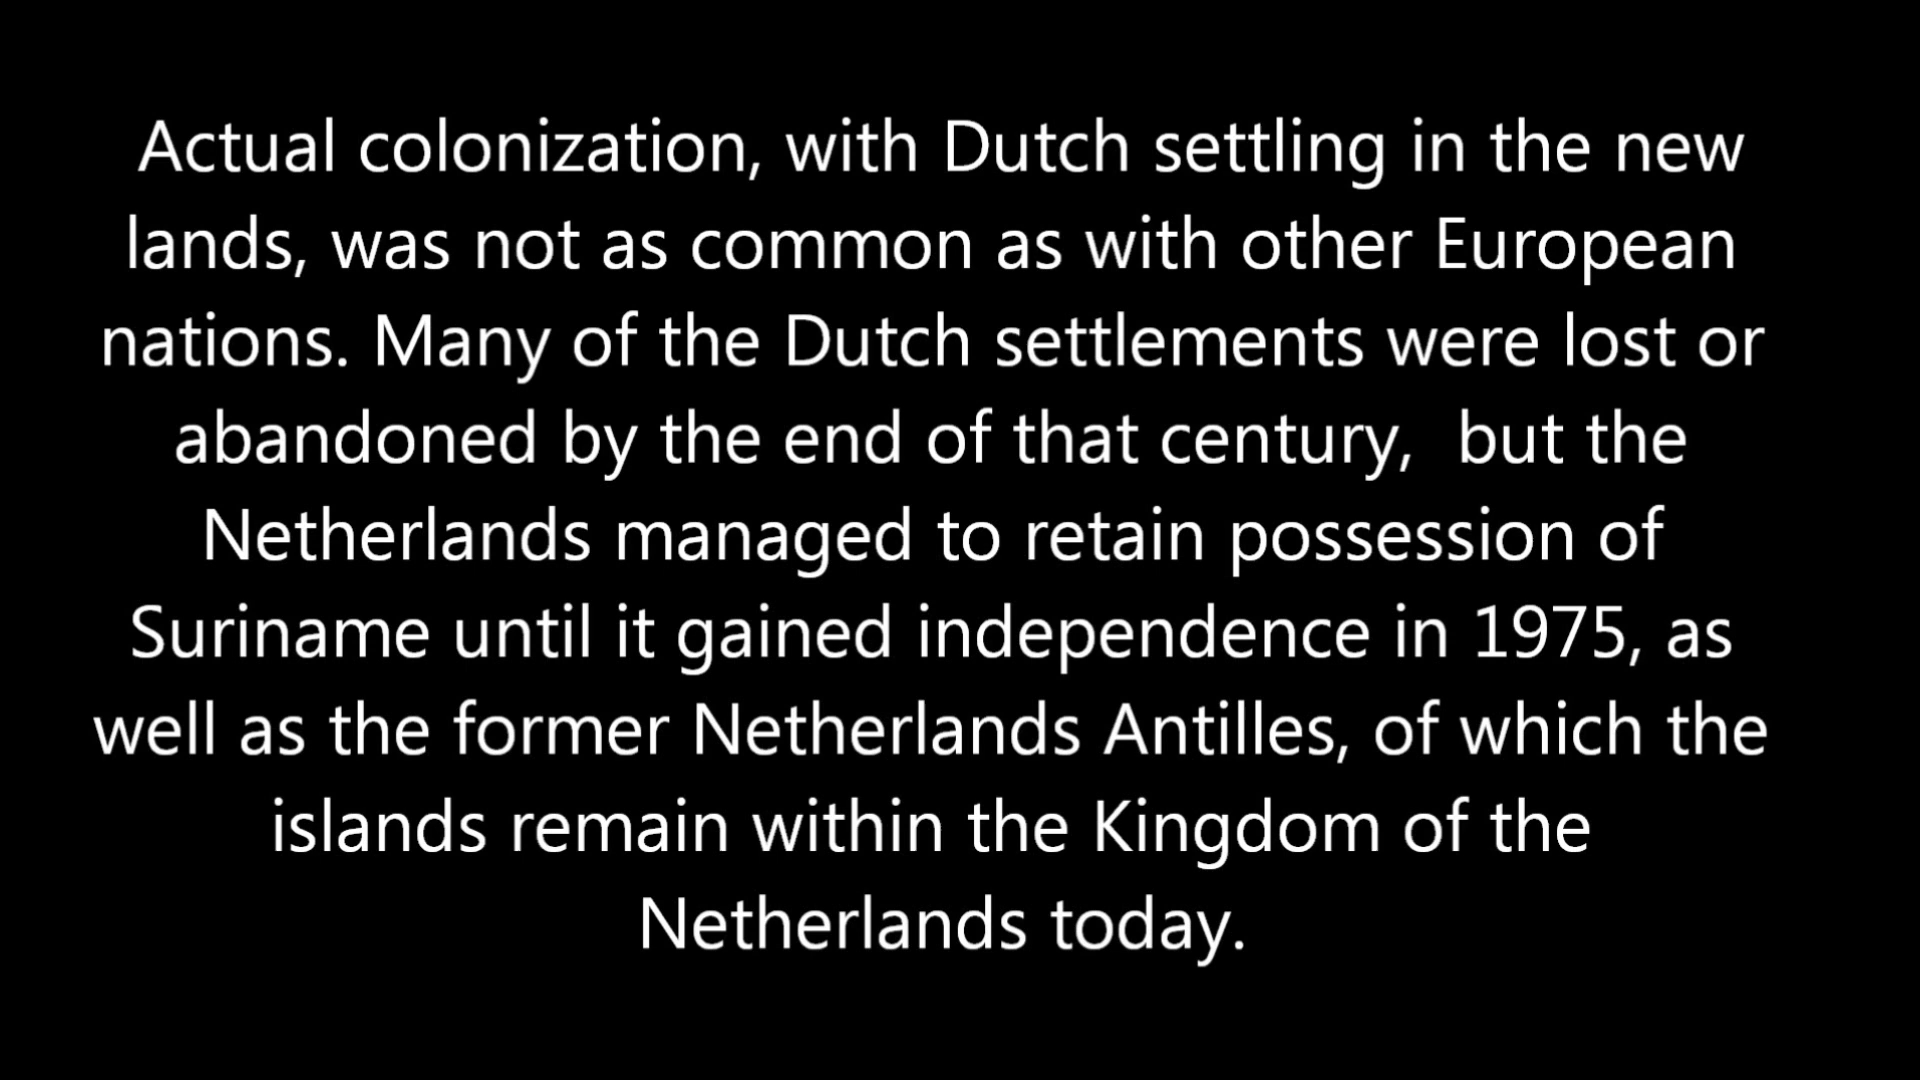 Actual colonization, with Dutch settling in the new
lands, was not as common as with other European
nations. Many of the Dutch settlements were lost or
abandoned by the end of that century,  but the
Netherlands managed to retain possession of
Suriname until it gained independence in 1975, as
well as the former Netherlands Antilles, of which the
islands remain within the Kingdom of the
Netherlands today.